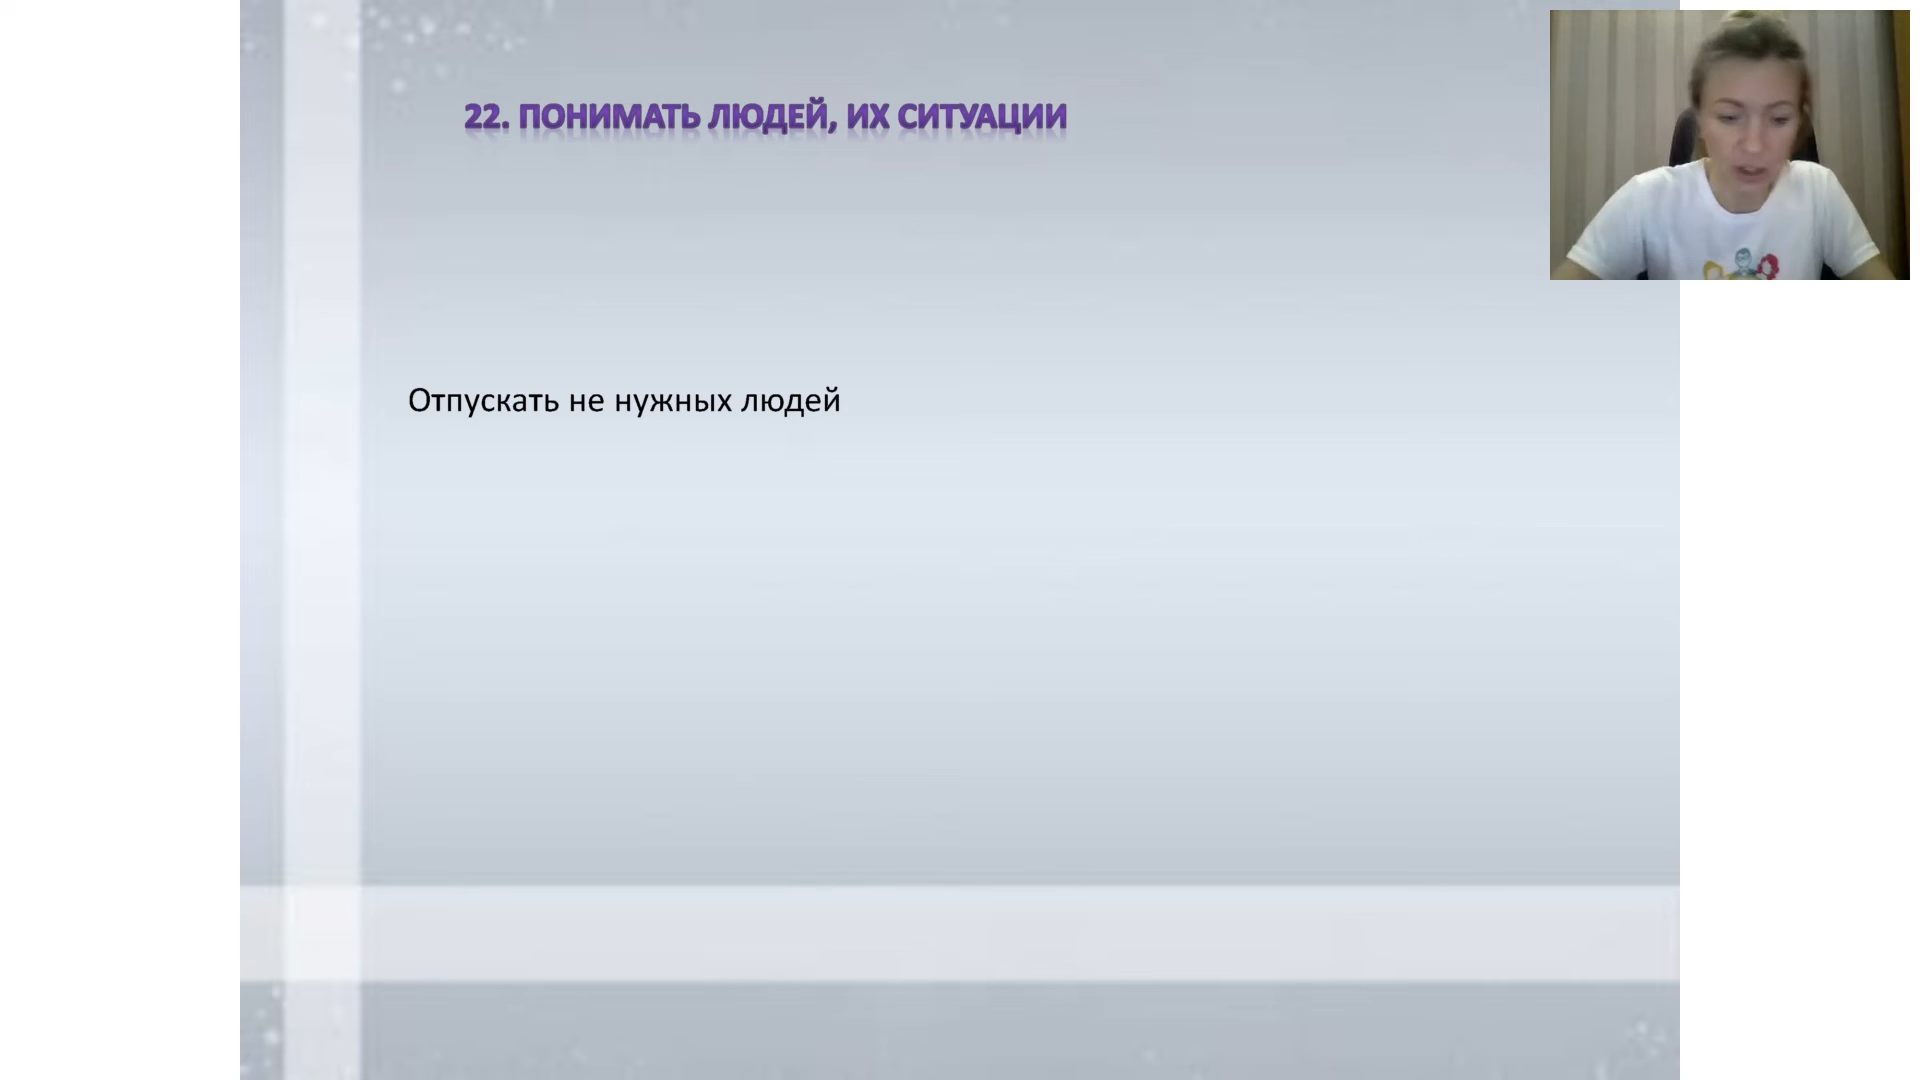 22. ПОНИМАТЬ ЛЮДЕЙ, ИХ СИТУАЦИИ
Отпускать не нужных людей